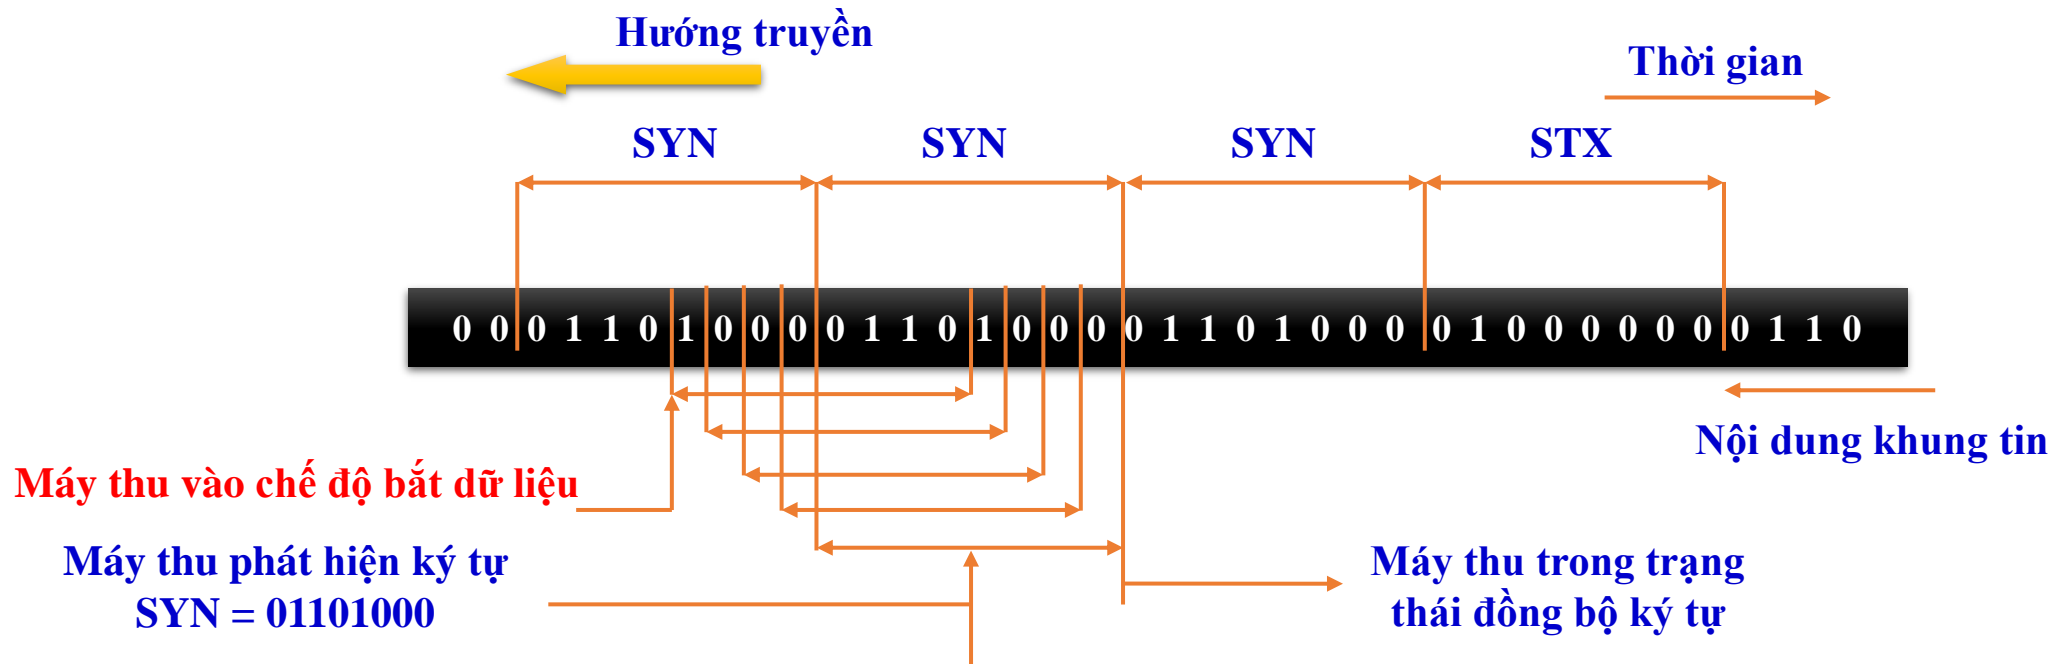 Hướng truyền
Thời gian
SYN SYN SYN STX
0 0 0 1 1 0 1 0 0 0 0 1 1 0 1 0 0 0 0 1 1 0 1 0 0 0 0 1 0 0 0 0 0 0 0 1 1 0
Nội dung khung tin
Máy thu vào chế độ bắt dữ liệu
Máy thu phát hiện ký tự
SYN = 01101000
Máy thu trong trạng
thái đồng bộ ký tự